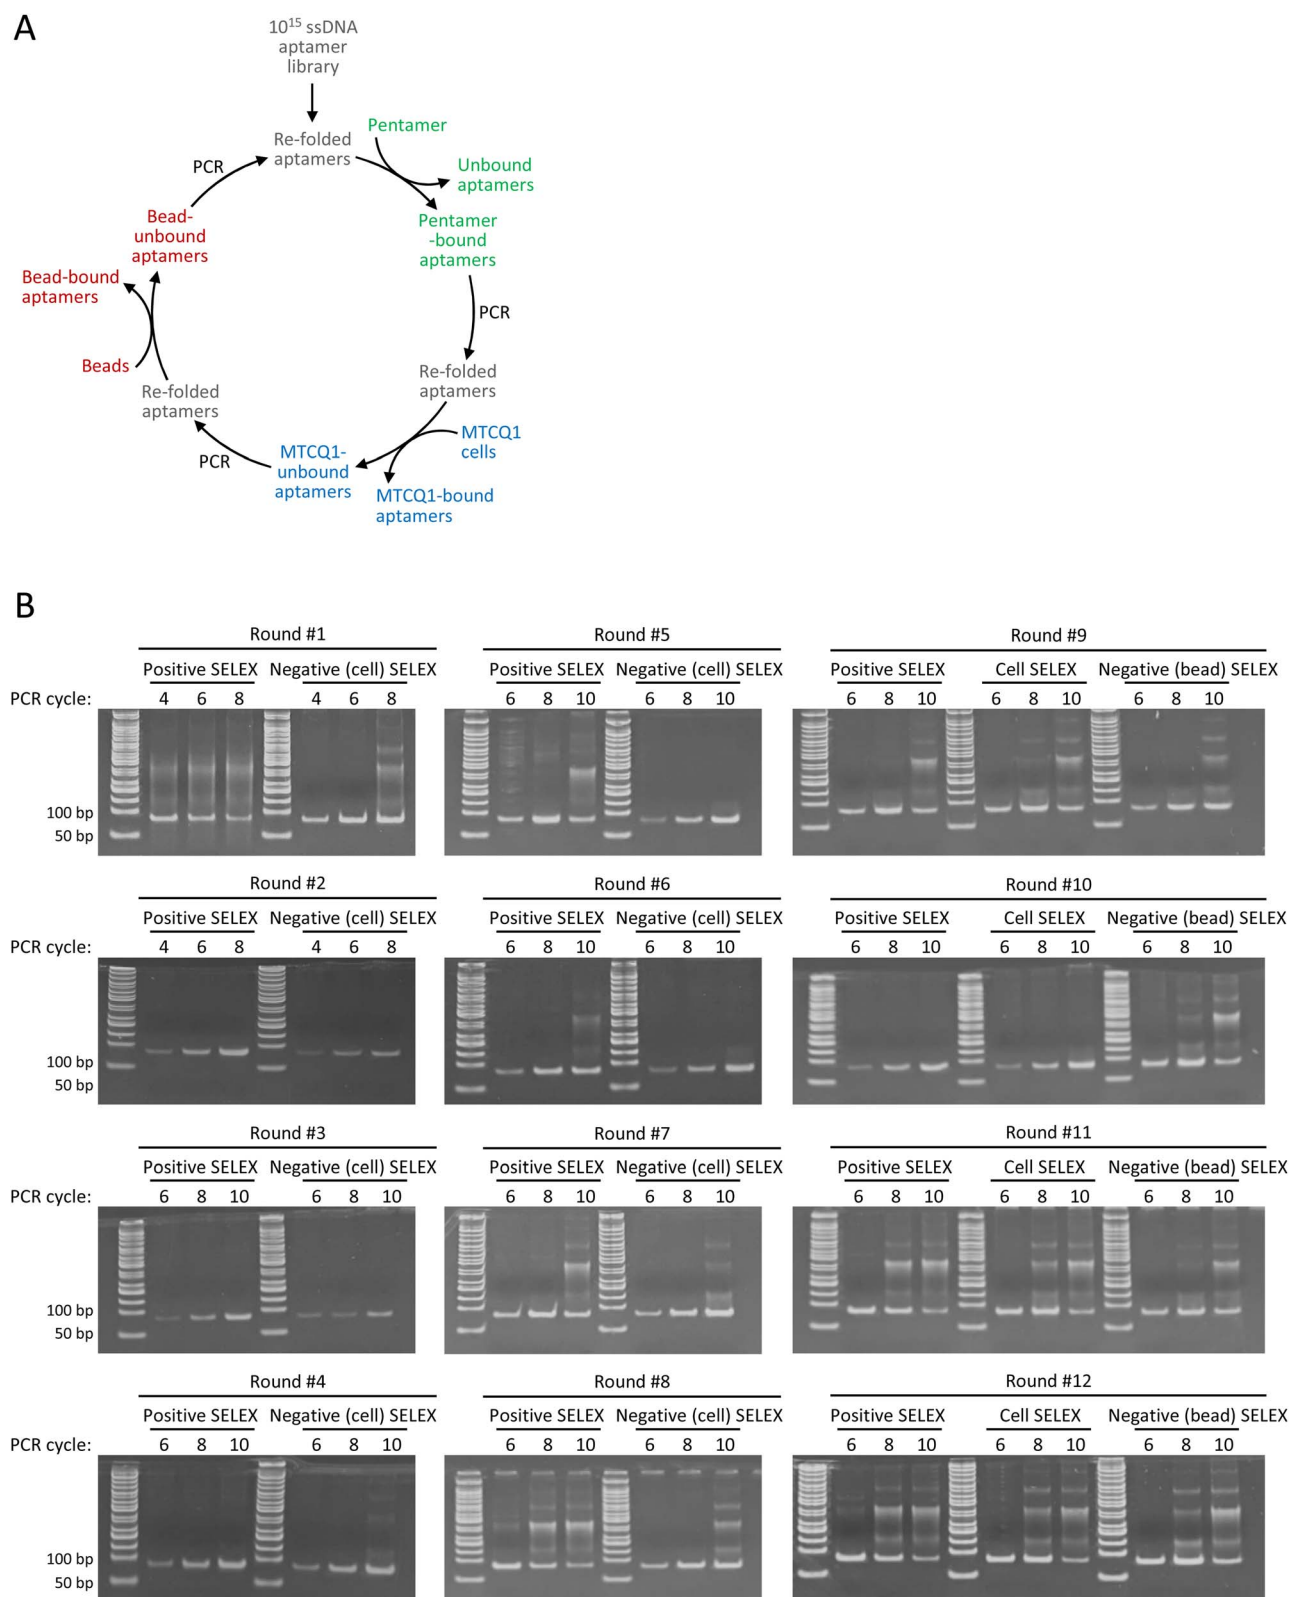 A
10¹⁵ ssDNA
aptamer
library
Re-folded
aptamers
Pentamer
Unbound
aptamers
Pentamer
-bound
aptamers
PCR
Re-folded
aptamers
MTCQ1
cells
MTCQ1-bound
aptamers
MTCQ1-
unbound
aptamers
PCR
Re-folded
aptamers
Beads
Bead-bound
aptamers
Bead-
unbound
aptamers
PCR
B
Round #1
Positive SELEX Negative (cell) SELEX
PCR cycle: 4 6 8 4 6 8
100 bp
50 bp
Round #5
Positive SELEX Negative (cell) SELEX
6 8 10 6 8 10
Round #9
Positive SELEX Cell SELEX Negative (bead) SELEX
6 8 10 6 8 10 6 8 10
Round #2
Positive SELEX Negative (cell) SELEX
PCR cycle: 4 6 8 4 6 8
100 bp
50 bp
Round #6
Positive SELEX Negative (cell) SELEX
6 8 10 6 8 10
Round #10
Positive SELEX Cell SELEX Negative (bead) SELEX
6 8 10 6 8 10 6 8 10
Round #3
Positive SELEX Negative (cell) SELEX
PCR cycle: 6 8 10 6 8 10
100 bp
50 bp
Round #7
Positive SELEX Negative (cell) SELEX
6 8 10 6 8 10
Round #11
Positive SELEX Cell SELEX Negative (bead) SELEX
6 8 10 6 8 10 6 8 10
Round #4
Positive SELEX Negative (cell) SELEX
PCR cycle: 6 8 10 6 8 10
100 bp
50 bp
Round #8
Positive SELEX Negative (cell) SELEX
6 8 10 6 8 10
Round #12
Positive SELEX Cell SELEX Negative (bead) SELEX
6 8 10 6 8 10 6 8 10